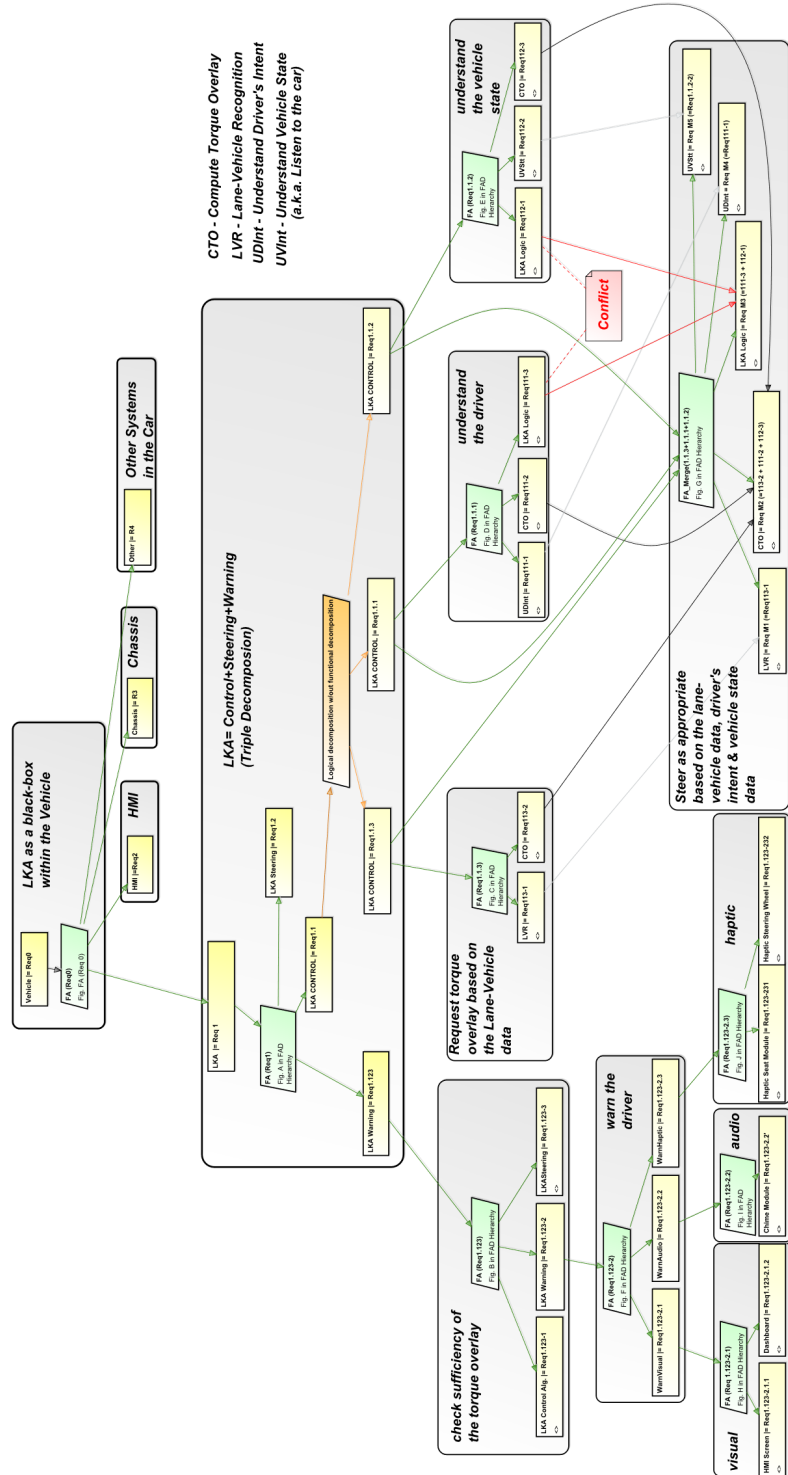 LKA as a black-box
within the Vehicle
Vehicle |= Req0
FA (Req0)
Fig. FA (Req 0)
HMI
HMI |=Req2
Chassis
Chassis |= R3
Other Systems
in the Car
Other |= R4
CTO - Compute Torque Overlay
LVR - Lane-Vehicle Recognition
UDInt - Understand Driver's Intent
UVInt - Understand Vehicle State
(a.k.a. Listen to the car)
LKA= Control+Steering+Warning
(Triple Decomposion)
LKA |= Req 1
FA (Req1)
Fig. A in FAD
Hierarchy
LKA Steering |= Req1.2
LKA CONTROL |= Req1.1
LKA Warning |= Req1.123
Logical decomposition w/out functional decomposition
LKA CONTROL |= Req1.1.3
LKA CONTROL |= Req1.1.1
LKA CONTROL |= Req1.1.2
check sufficiency of
the torque overlay
FA (Req1.123)
Fig. B in FAD Hierarchy
LKA Control Alg. |= Req1.123-1
<>
LKA Warning |= Req1.123-2
LKASteering |= Req1.123-3
<>
Request torque
overlay based on
the Lane-Vehicle
data
FA (Req1.1.3)
Fig. C in FAD
Hierarchy
LVR |= Req113-1
<>
CTO |= Req113-2
<>
understand
the driver
FA (Req1.1.1)
Fig. D in FAD
Hierarchy
UDInt |= Req111-1
<>
CTO |= Req111-2
<>
LKA Logic |= Req111-3
<>
understand
the vehicle
state
FA (Req1.1.2)
Fig. E in FAD
Hierarchy
LKA Logic |= Req112-1
<>
UVStt |= Req112-2
<>
CTO |= Req112-3
<>
Conflict
warn the
driver
FA (Req1.123-2)
Fig. F in FAD Hierarchy
WarnVisual |= Req1.123-2.1
WarnAudio |= Req1.123-2.2
WarnHaptic |= Req1.123-2.3
visual
FA (Req 1.123-2.1)
Fig. H in FAD
Hierarchy
HMI Screen |= Req1.123-2.1.1
<>
Dashboard |= Req1.123-2.1.2
<>
audio
FA (Req1.123-2.2)
Fig. I in FAD
Hierarchy
Chime Module |= Req1.123-2.2'
<>
haptic
FA (Req1.123-2.3)
Fig. J in FAD Hierarchy
Haptic Seat Module |= Req1.123-231
<>
Haptic Steering Wheel |= Req1.123-232
<>
Steer as appropriate
based on the lane-
vehicle data, driver's
intent & vehicle state
data
FA_Merge(1.1.3+1.1.1+1.1.2)
Fig. G in FAD Hierarchy
LVR |= Req M1 (=Req113-1)
<>
CTO |= Req M2 (=113-2 + 111-2 + 112-3)
<>
LKA Logic |= Req M3 (=111-3 + 112-1)
<>
UDInt |= Req M4 (=Req111-1)
<>
UVStt |= Req M5 (=Req1.1.2-2)
<>